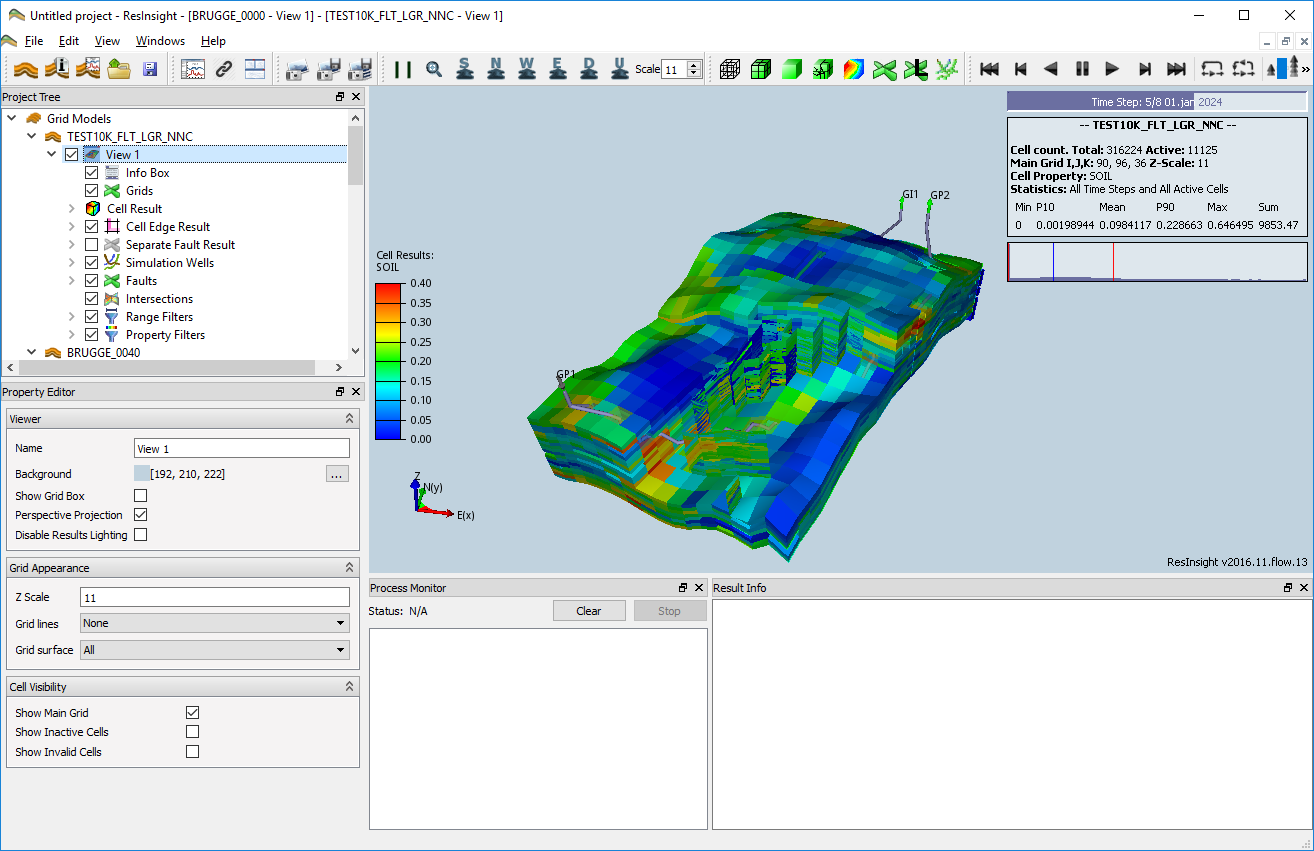 Untitled project - ResInsight - [BRUGGE_0000 - View 1] - [TEST10K_FLT_LGR_NNC - View 1]
File Edit View Windows Help
S N W E D U Scale 11 »
Project Tree
Grid Models
TEST10K_FLT_LGR_NNC
View 1
Info Box
Grids
Cell Result
Cell Edge Result
Separate Fault Result
Simulation Wells
Faults
Intersections
Range Filters
Property Filters
BRUGGE_0040
Property Editor
Viewer
Name View 1
Background [192, 210, 222] ...
Show Grid Box
Perspective Projection
Disable Results Lighting
Grid Appearance
Z Scale 11
Grid lines None
Grid surface All
Cell Visibility
Show Main Grid
Show Inactive Cells
Show Invalid Cells
Time Step: 5/8 01.jan 2024
-- TEST10K_FLT_LGR_NNC --
Cell count. Total: 316224 Active: 11125
Main Grid I,J,K: 90, 96, 36 Z-Scale: 11
Cell Property: SOIL
Statistics: All Time Steps and All Active Cells
Min P10 Mean P90 Max Sum
0 0.00198944 0.0984117 0.228663 0.646495 9853.47
GI1 GP2
GP1
Cell Results:
SOIL
0.40
0.35
0.30
0.25
0.20
0.15
0.10
0.05
0.00
Z
N(y)
E(x)
ResInsight v2016.11.flow.13
Process Monitor
Status: N/A Clear Stop
Result Info